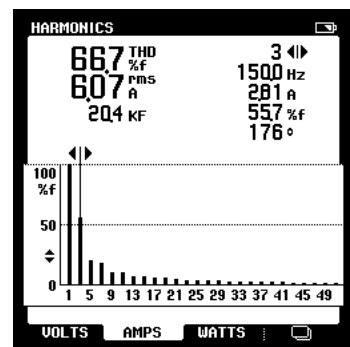 HARMONICS
66.7 THD %f
6.07 rms A
20.4 KF
3
150.0 Hz
2.81 A
55.7 %f
176 °
100
%f
50
0
1 5 9 13 17 21 25 29 33 37 41 45 49
VOLTS AMPS WATTS